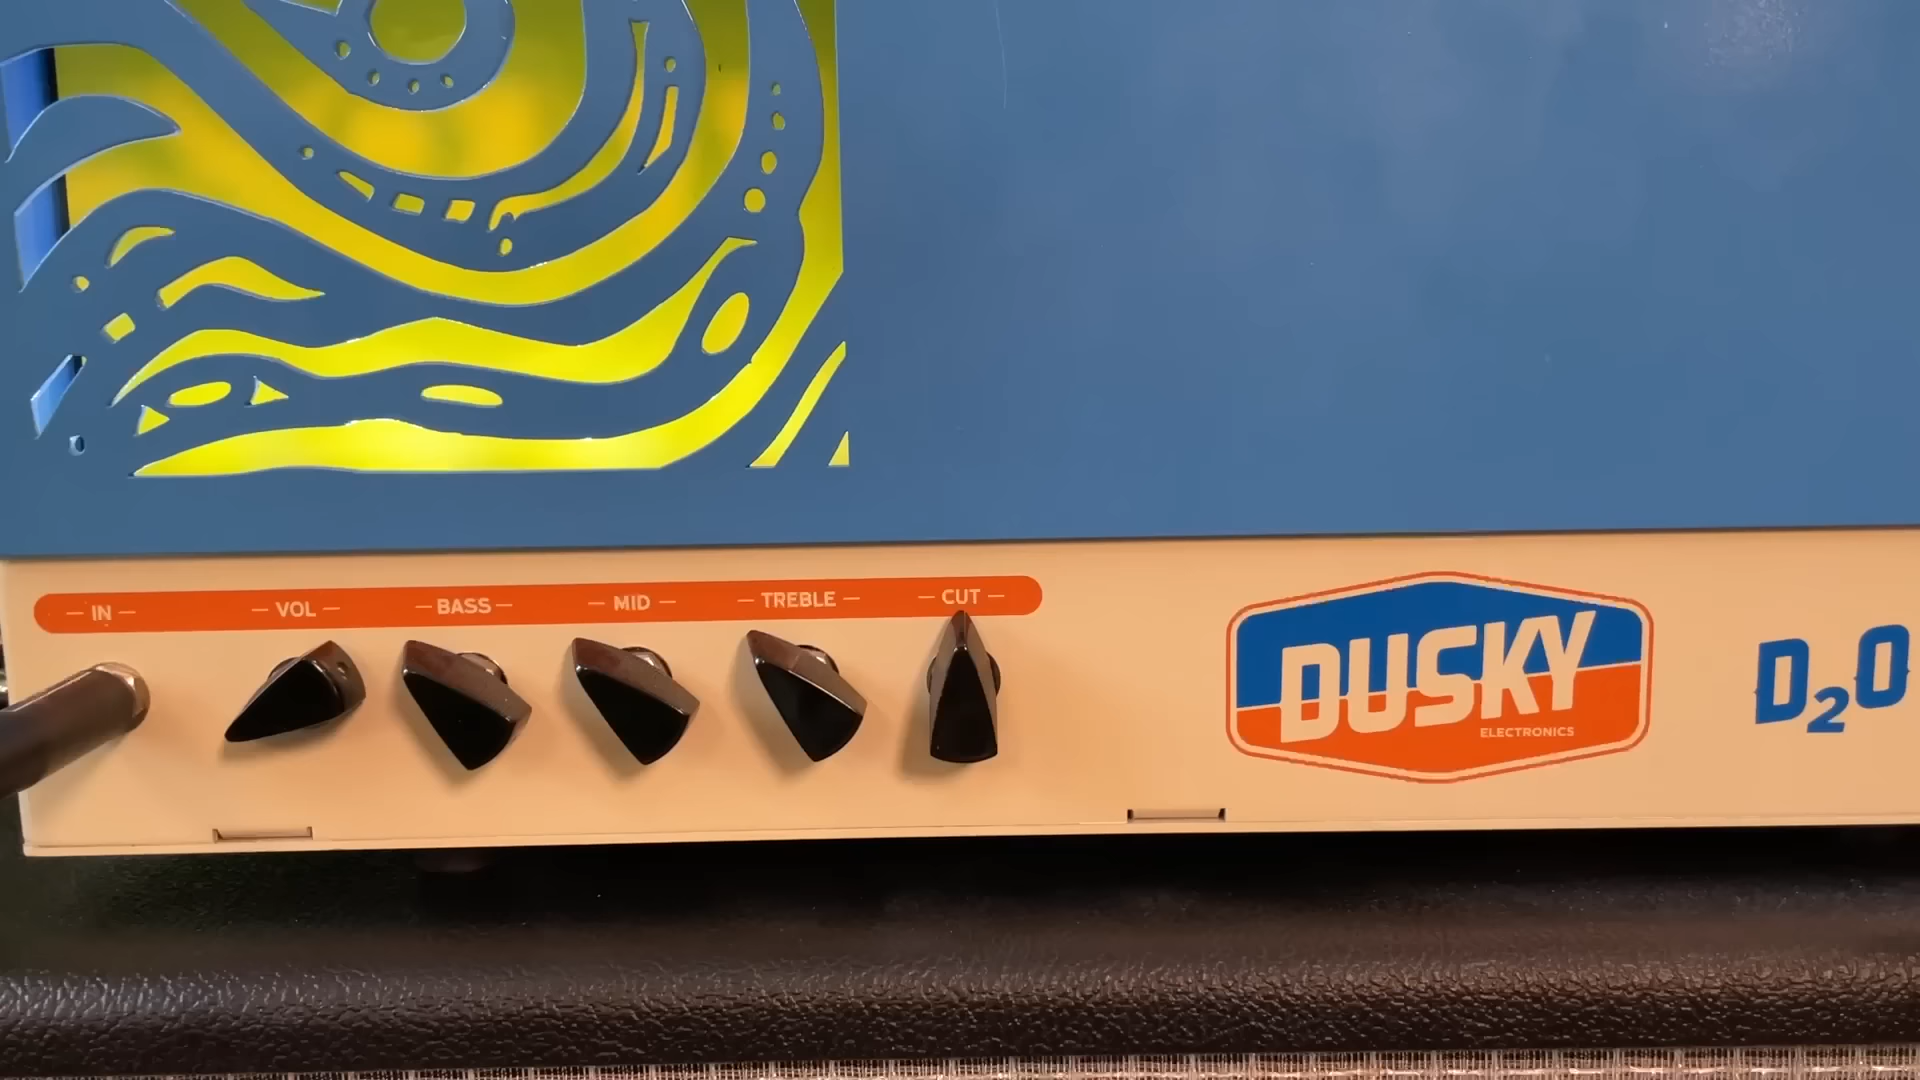 IN
VOL
BASS
MID
TREBLE
CUT
DUSKY
ELECTRONICS
D2O